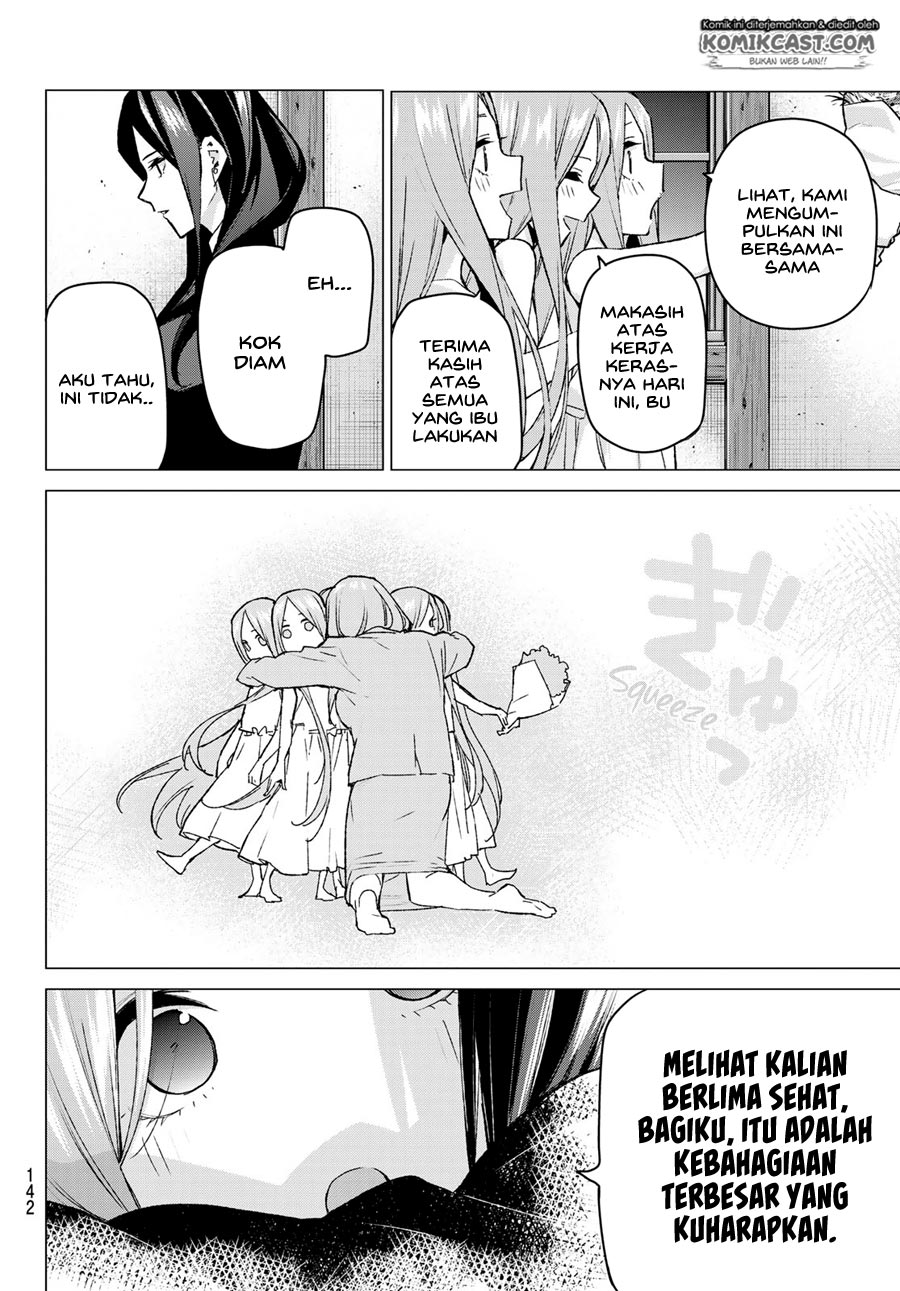 Komik ini diterjemahkan & diedit oleh
KOMIKCAST.COM
BUKAN WEB LAIN!!
LIHAT, KAMI
MENGUM-
PULKAN INI
BERSAMA-
SAMA
MAKASIH
ATAS
KERJA
KERAS-
NYA HARI
INI, BU
TERIMA
KASIH
ATAS
SEMUA
YANG IBU
LAKUKAN
EH...
KOK
DIAM
AKU TAHU,
INI TIDAK..
ぎゅっ
Squeeze
MELIHAT KALIAN
BERLIMA SEHAT,
BAGIKU, ITU ADALAH
KEBAHAGIAAN
TERBESAR YANG
KUHARAPKAN.
142